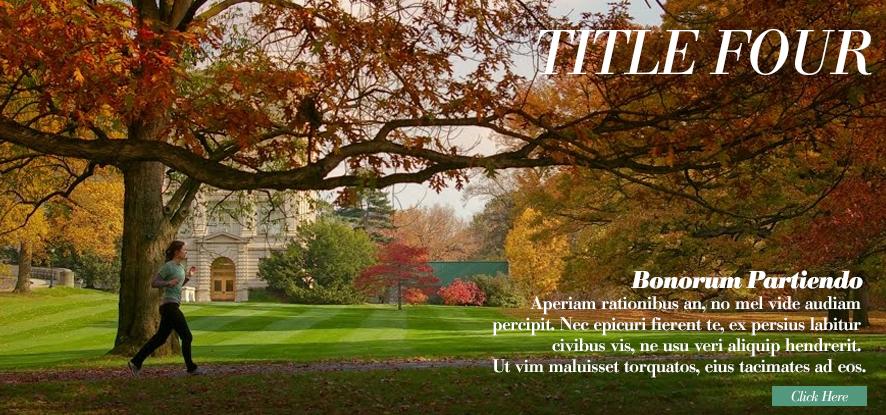 TITLE FOUR
Bonorum Partiendo
Aperiam rationibus an, no mel vide audiam
percipit. Nec epicuri fierent te, ex persius labitur
civibus vis, ne usu veri aliquip hendrerit.
Ut vim maluisset torquatos, eius tacimates ad eos.
Click Here